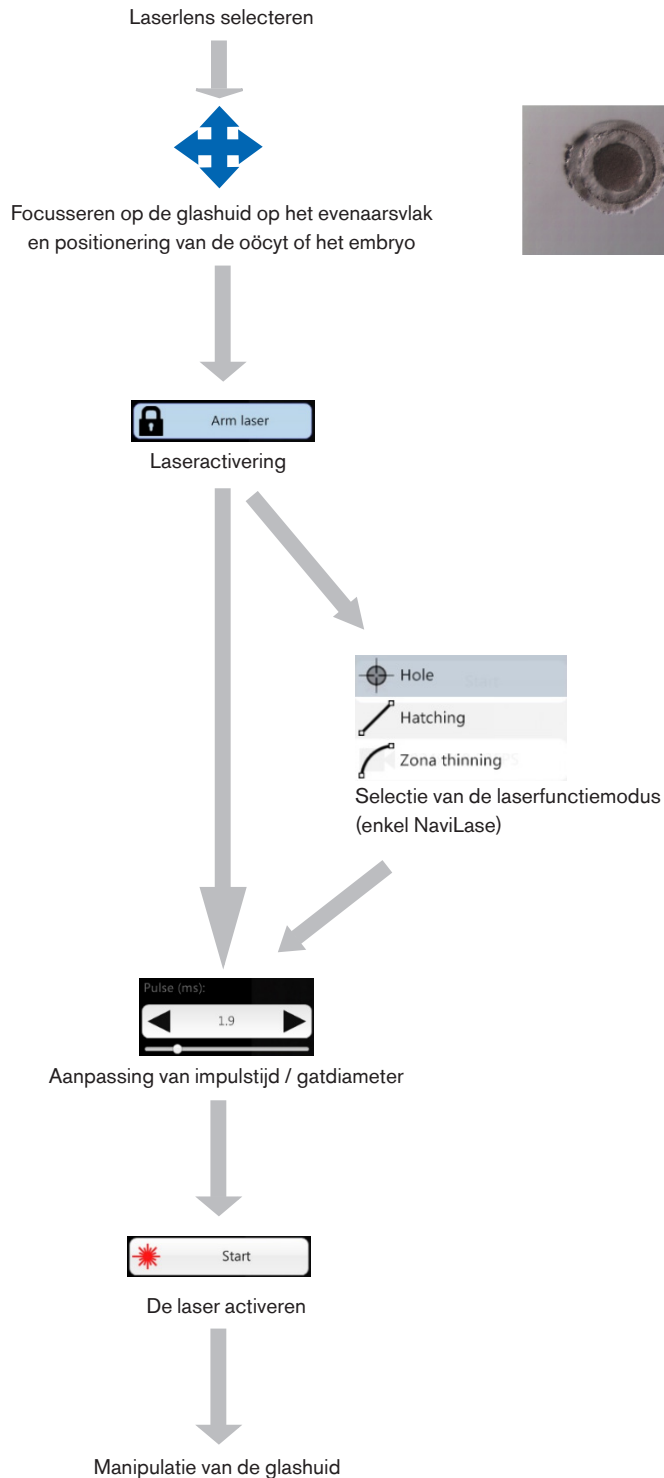 Laserlens selecteren
Focusseren op de glashuid op het evenaarsvlak
en positionering van de oöcyt of het embryo
Arm laser
Laseractivering
Hole
Hatching
Zona thinning
Selectie van de laserfunctiemodus
(enkel NaviLase)
Pulse (ms):
1.9
Aanpassing van impulstijd / gatdiameter
Start
De laser activeren
Manipulatie van de glashuid